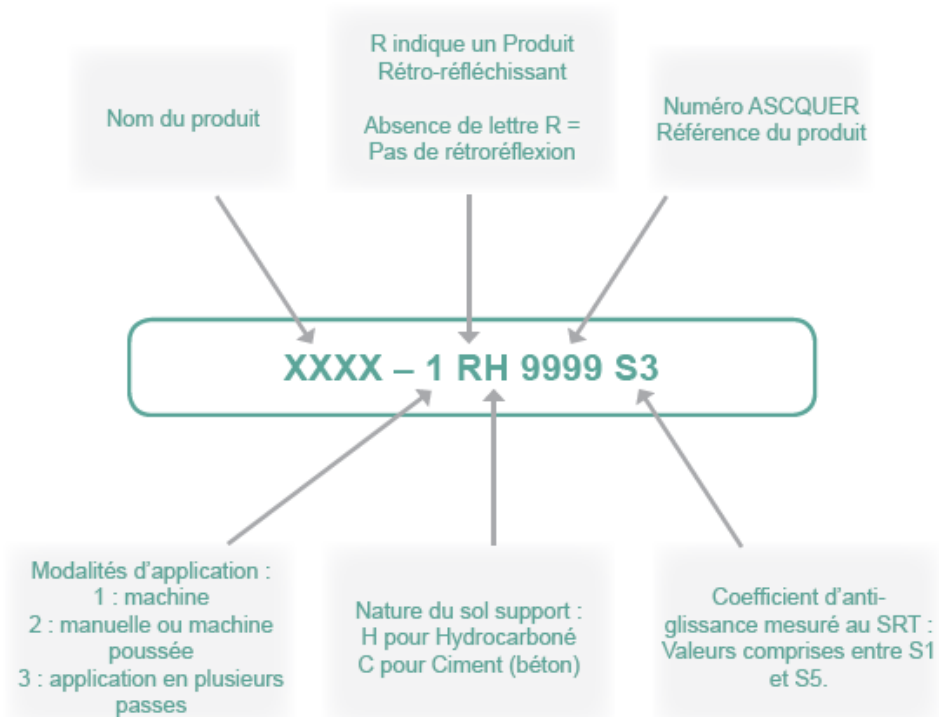 R indique un Produit
Rétro-réfléchissant
Absence de lettre R =
Pas de rétroréflexion
Nom du produit
Numéro ASCQUER
Référence du produit
XXXX – 1 RH 9999 S3
Modalités d'application :
1 : machine
2 : manuelle ou machine
poussée
3 : application en plusieurs
passes
Nature du sol support :
H pour Hydrocarboné
C pour Ciment (béton)
Coefficient d'anti-
glissance mesuré au SRT :
Valeurs comprises entre S1
et S5.